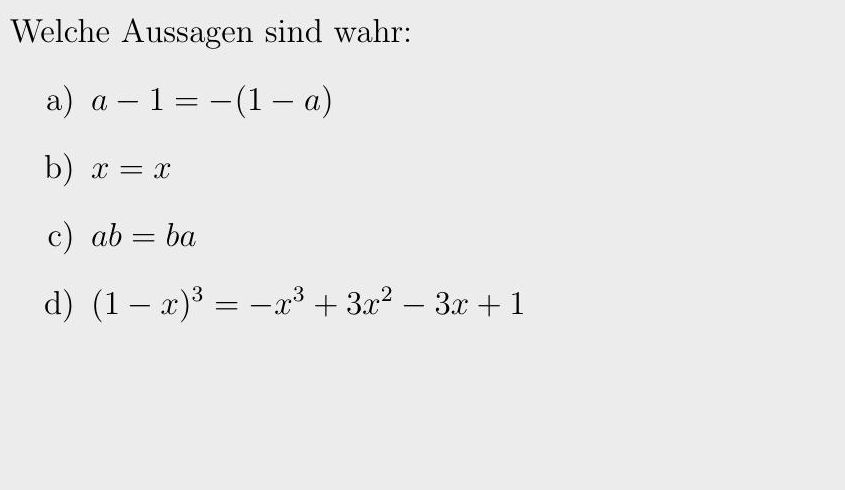 Welche Aussagen sind wahr:
a) a − 1 = −(1 − a)
b) x = x
c) ab = ba
d) (1 − x)³ = −x³ + 3x² − 3x + 1